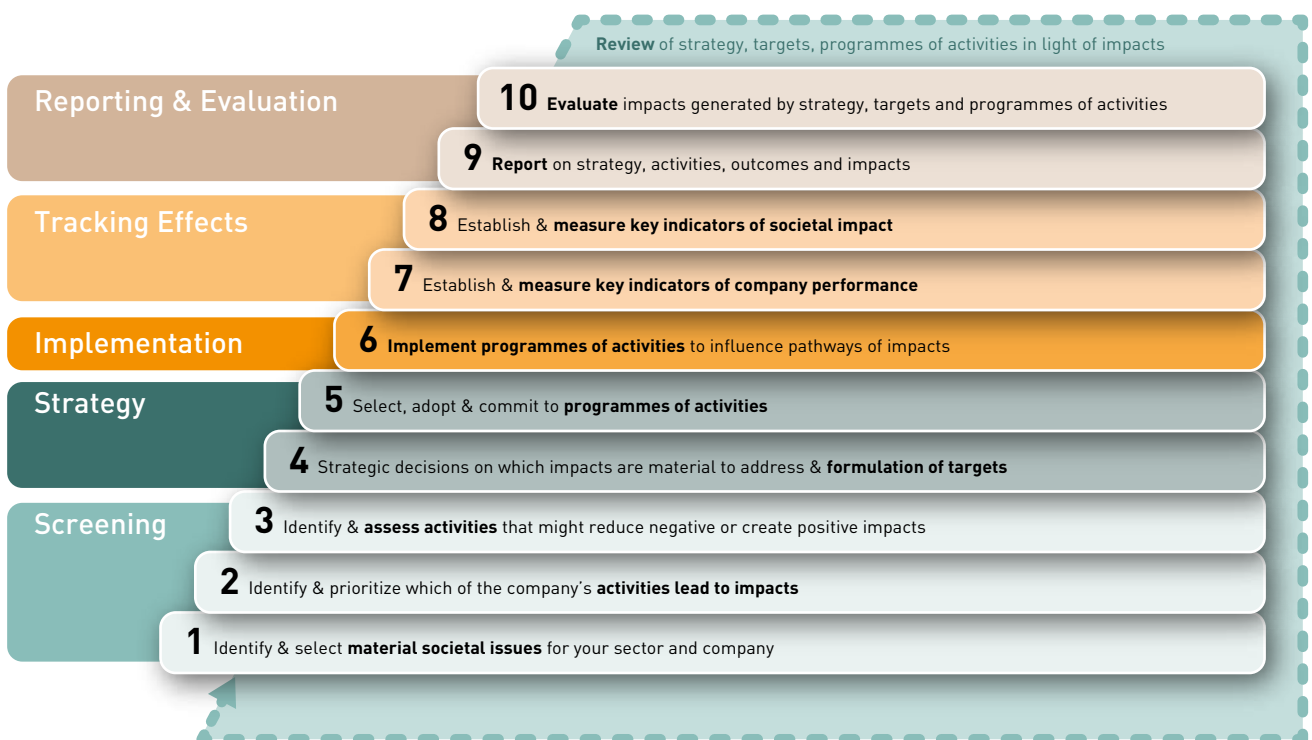 Review of strategy, targets, programmes of activities in light of impacts
Reporting & Evaluation
10 Evaluate impacts generated by strategy, targets and programmes of activities
9 Report on strategy, activities, outcomes and impacts
Tracking Effects
8 Establish & measure key indicators of societal impact
7 Establish & measure key indicators of company performance
Implementation
6 Implement programmes of activities to influence pathways of impacts
Strategy
5 Select, adopt & commit to programmes of activities
4 Strategic decisions on which impacts are material to address & formulation of targets
Screening
3 Identify & assess activities that might reduce negative or create positive impacts
2 Identify & prioritize which of the company's activities lead to impacts
1 Identify & select material societal issues for your sector and company